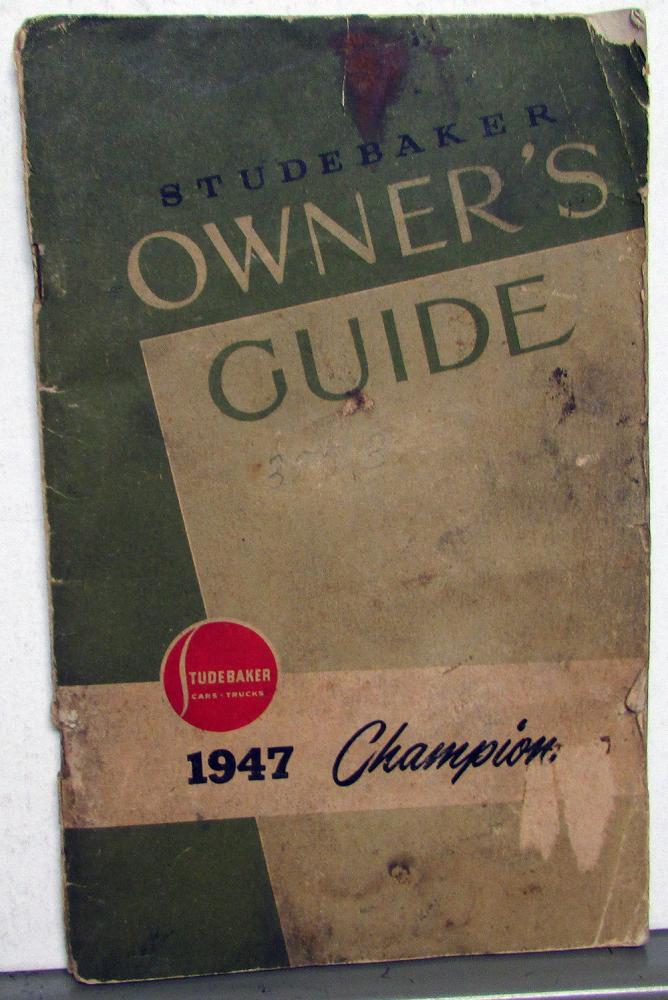 STUDEBAKER
OWNER'S
GUIDE
STUDEBAKER
CARS - TRUCKS
1947 Champion